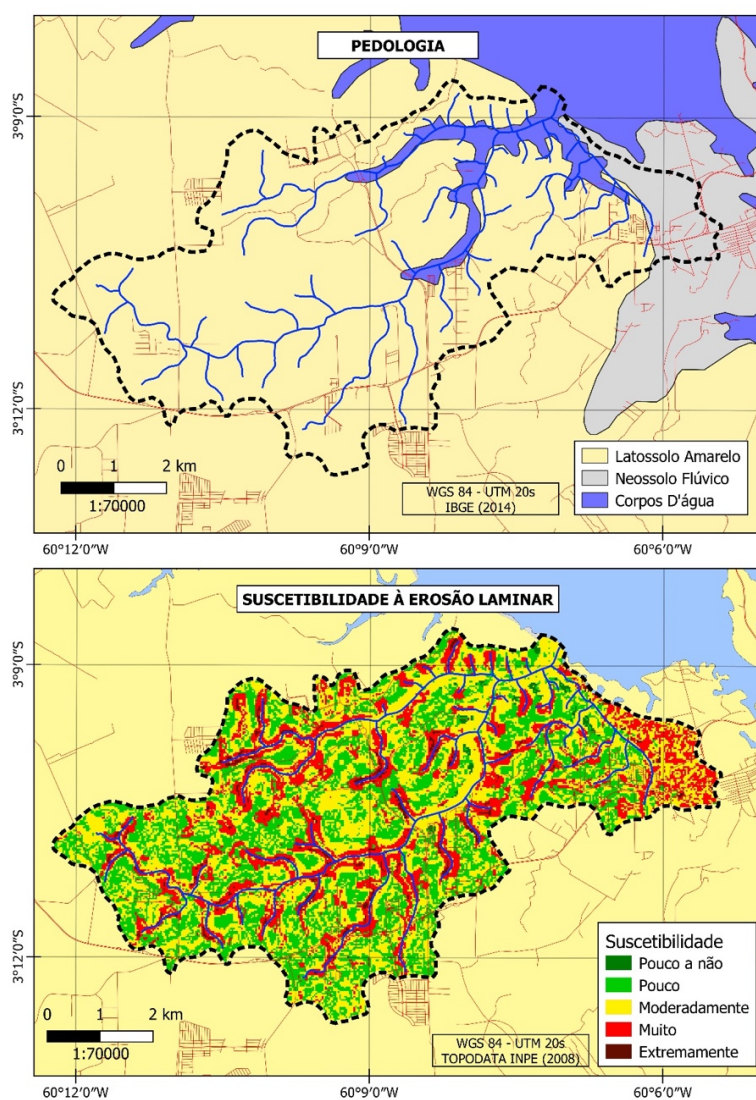 PEDOLOGIA
3°9'0"S
3°12'0"S
0 1 2 km
1:70000
WGS 84 - UTM 20s
IBGE (2014)
Latossolo Amarelo
Neossolo Flúvico
Corpos D'água
60°12'0"W 60°9'0"W 60°6'0"W
SUSCETIBILIDADE À EROSÃO LAMINAR
3°9'0"S
3°12'0"S
0 1 2 km
1:70000
WGS 84 - UTM 20s
TOPODATA INPE (2008)
Suscetibilidade
Pouco a não
Pouco
Moderadamente
Muito
Extremamente
60°12'0"W 60°9'0"W 60°6'0"W